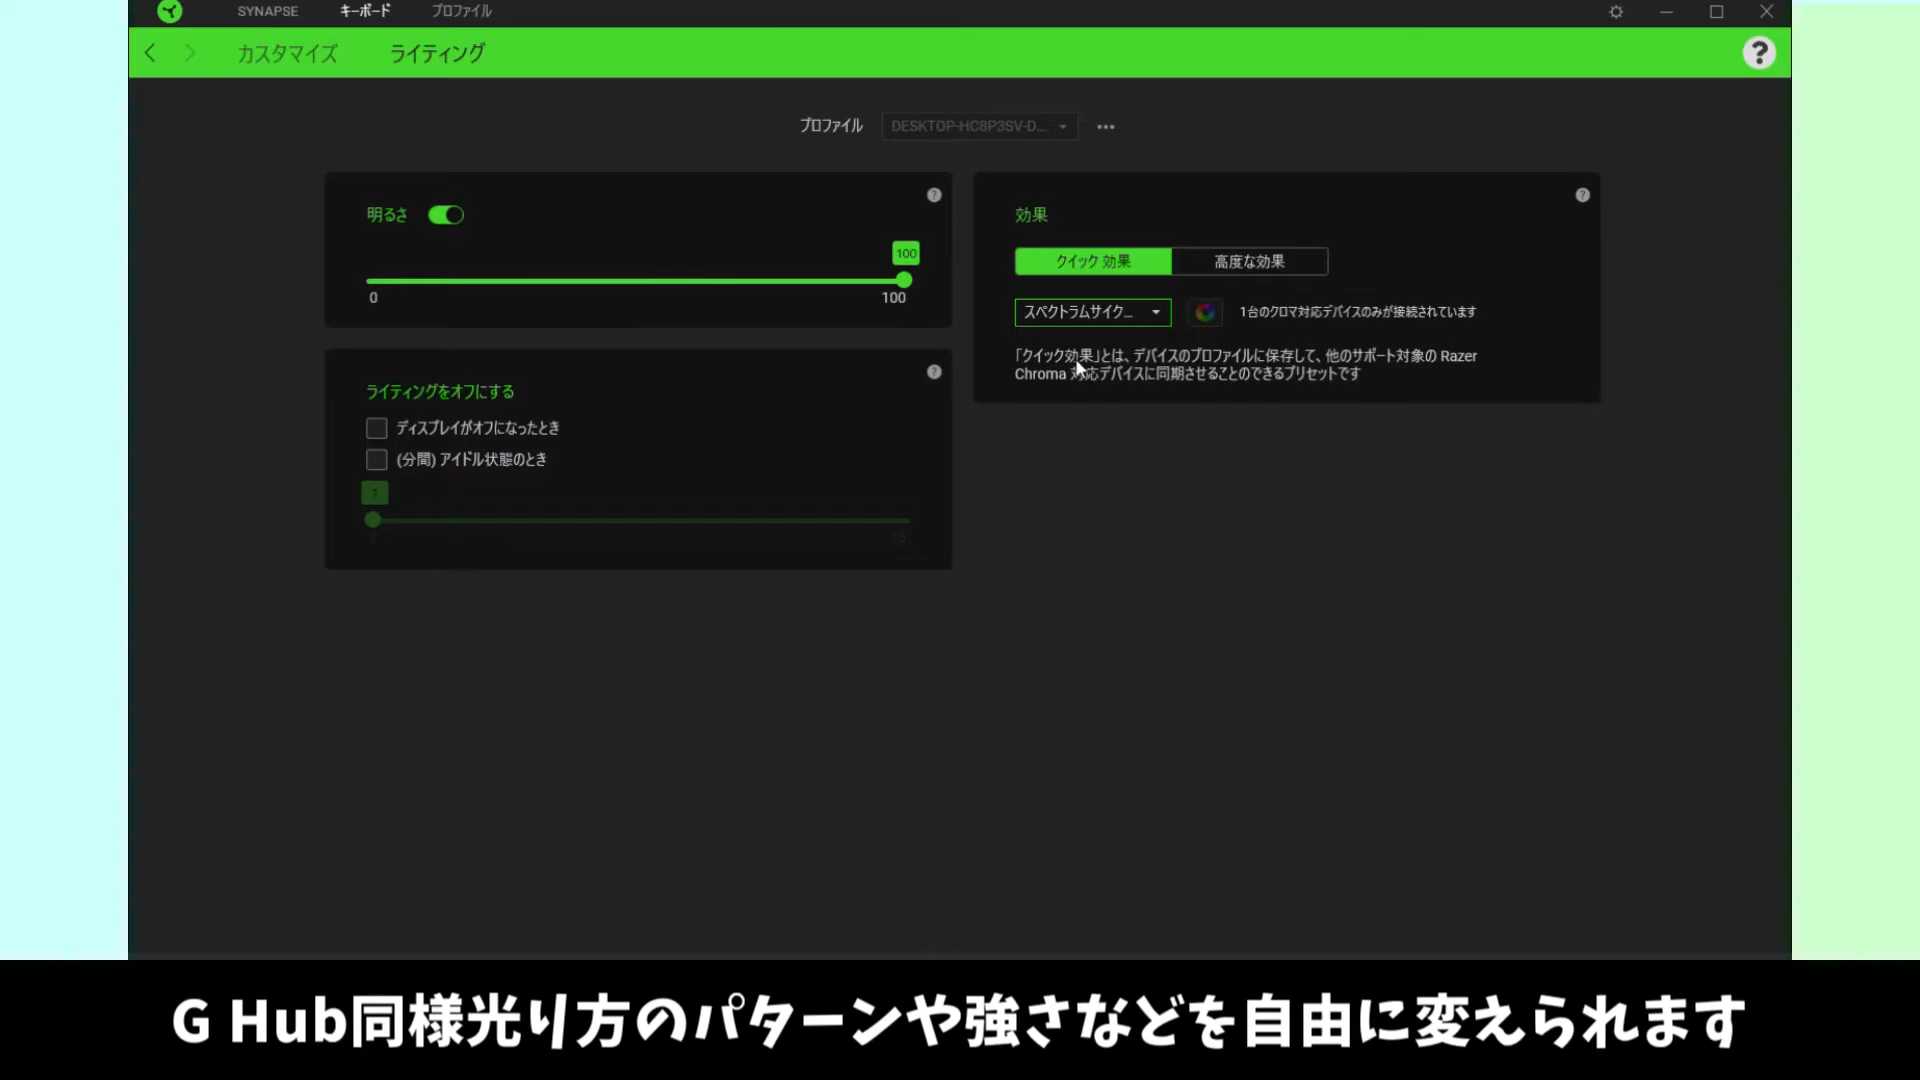 SYNAPSE キーボード プロファイル
カスタマイズ ライティング
プロファイル DESKTOP-HC8P3SV-D...
明るさ
100
0 100
ライティングをオフにする
ディスプレイがオフになったとき
(分間) アイドル状態のとき
効果
クイック 効果 高度な効果
スペクトラムサイク... 1台のクロマ対応デバイスのみが接続されています
「クイック効果」とは、デバイスのプロファイルに保存して、他のサポート対象の Razer
Chroma 対応デバイスに同期させることのできるプリセットです
G Hub同様光り方のパターンや強さなどを自由に変えられます